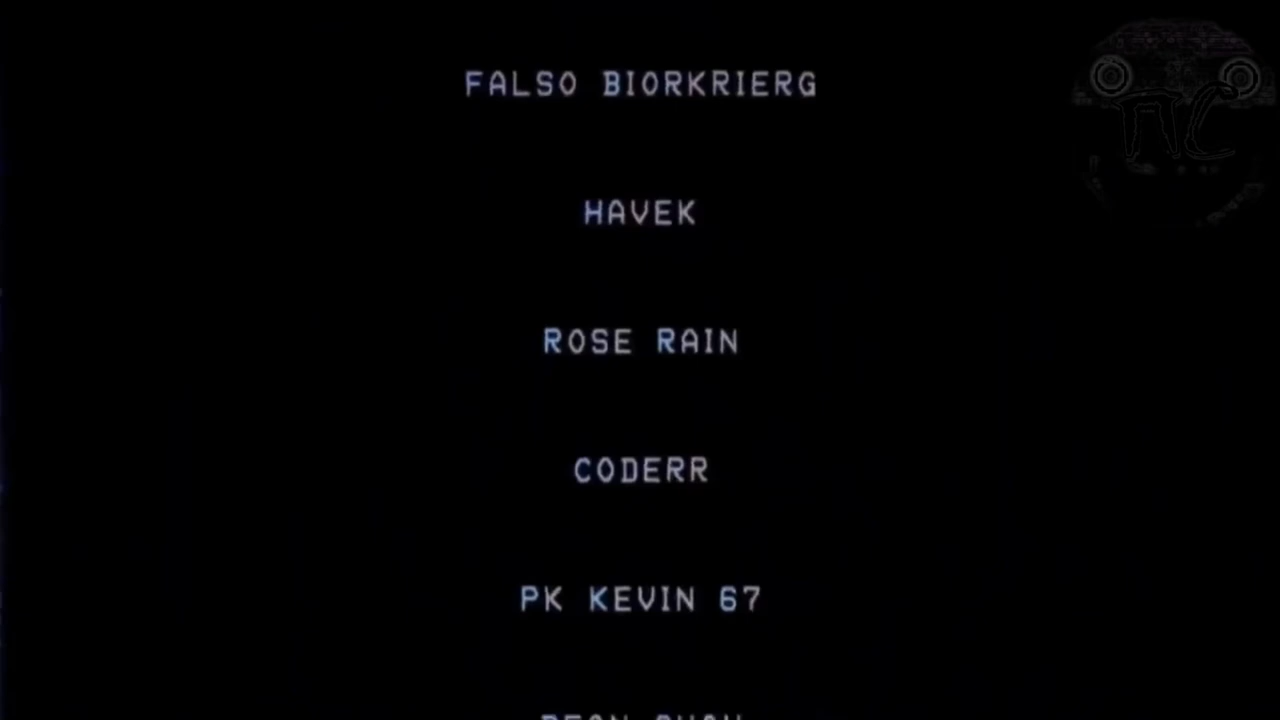 FALSO BIORKRIERG
HAVEK
ROSE RAIN
CODERR
PK KEVIN 67